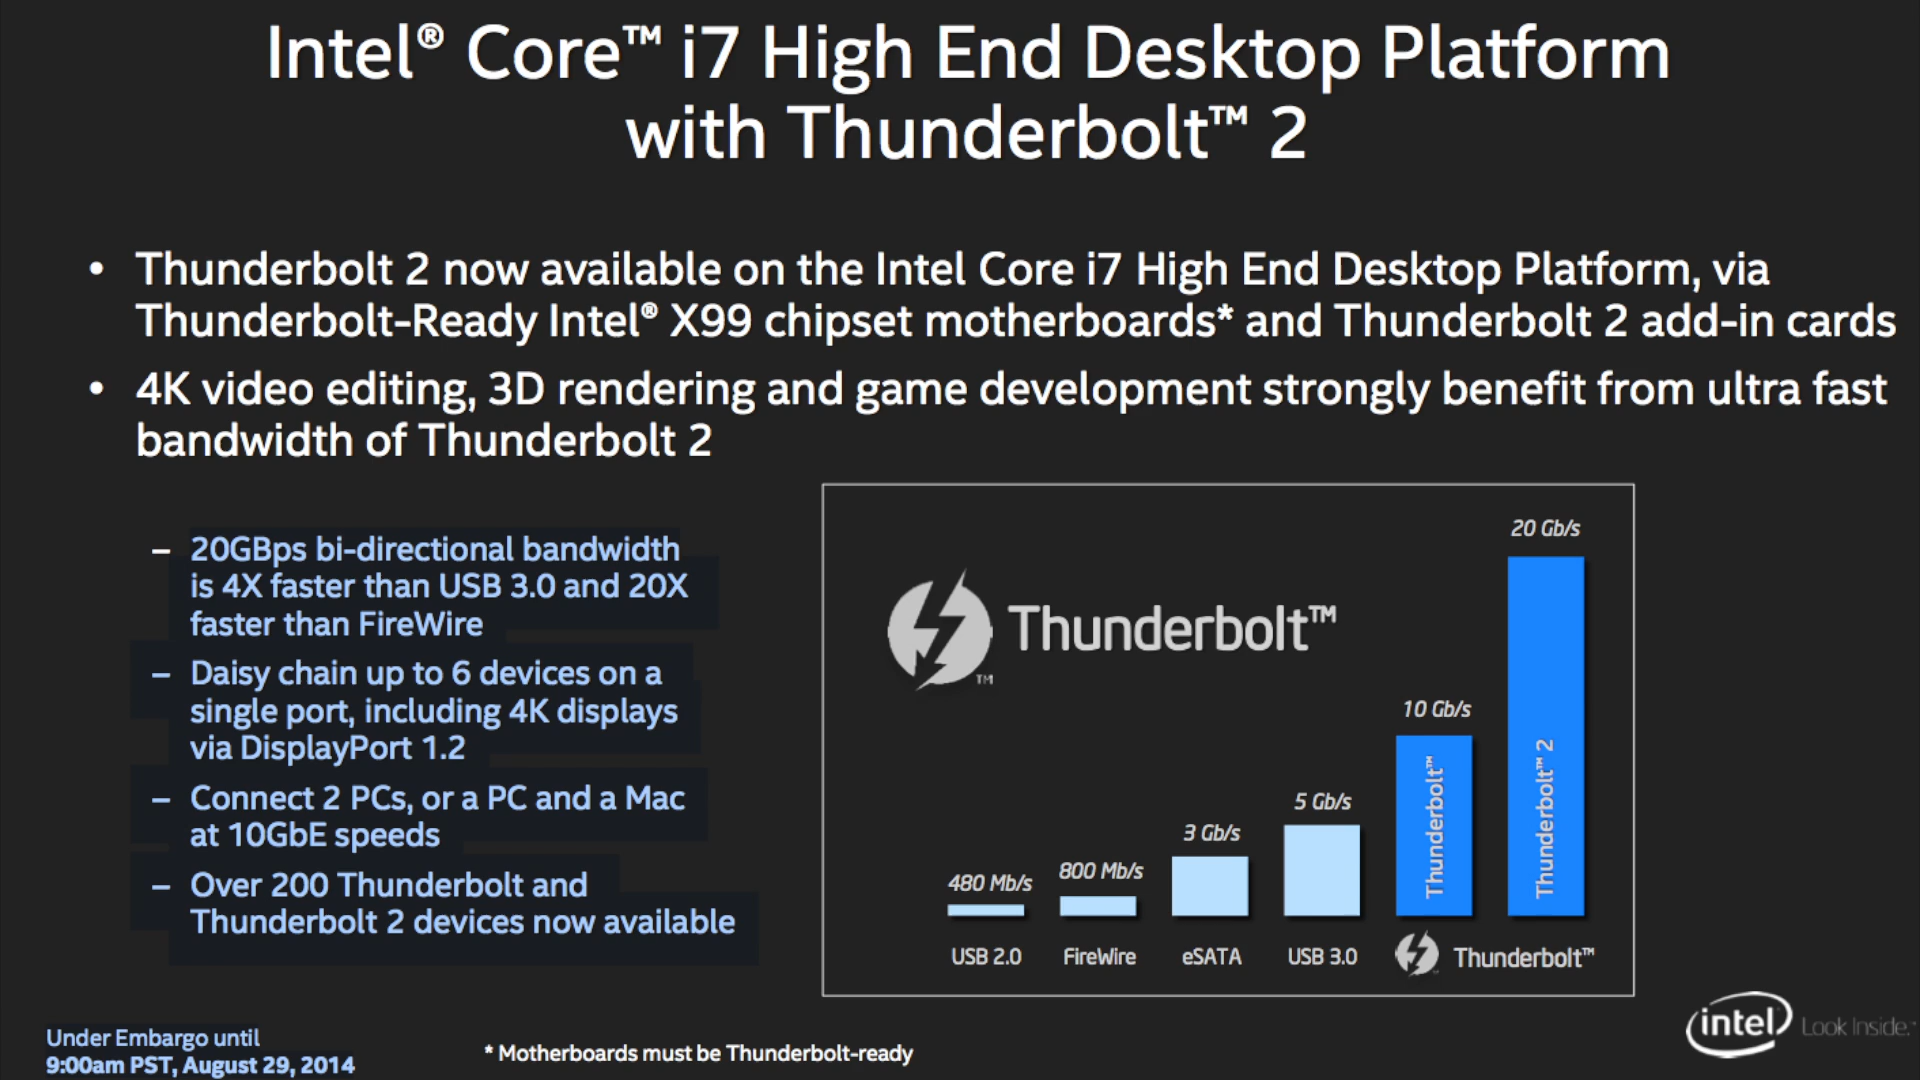 Intel® Core™ i7 High End Desktop Platform
with Thunderbolt™ 2
• Thunderbolt 2 now available on the Intel Core i7 High End Desktop Platform, via
Thunderbolt-Ready Intel® X99 chipset motherboards* and Thunderbolt 2 add-in cards
• 4K video editing, 3D rendering and game development strongly benefit from ultra fast
bandwidth of Thunderbolt 2
– 20GBps bi-directional bandwidth
is 4X faster than USB 3.0 and 20X
faster than FireWire
– Daisy chain up to 6 devices on a
single port, including 4K displays
via DisplayPort 1.2
– Connect 2 PCs, or a PC and a Mac
at 10GbE speeds
– Over 200 Thunderbolt and
Thunderbolt 2 devices now available
Thunderbolt™
TM
480 Mb/s
800 Mb/s
3 Gb/s
5 Gb/s
10 Gb/s
20 Gb/s
Thunderbolt™
Thunderbolt™ 2
USB 2.0
FireWire
eSATA
USB 3.0
Thunderbolt™
Under Embargo until
9:00am PST, August 29, 2014
* Motherboards must be Thunderbolt-ready
intel Look Inside.™